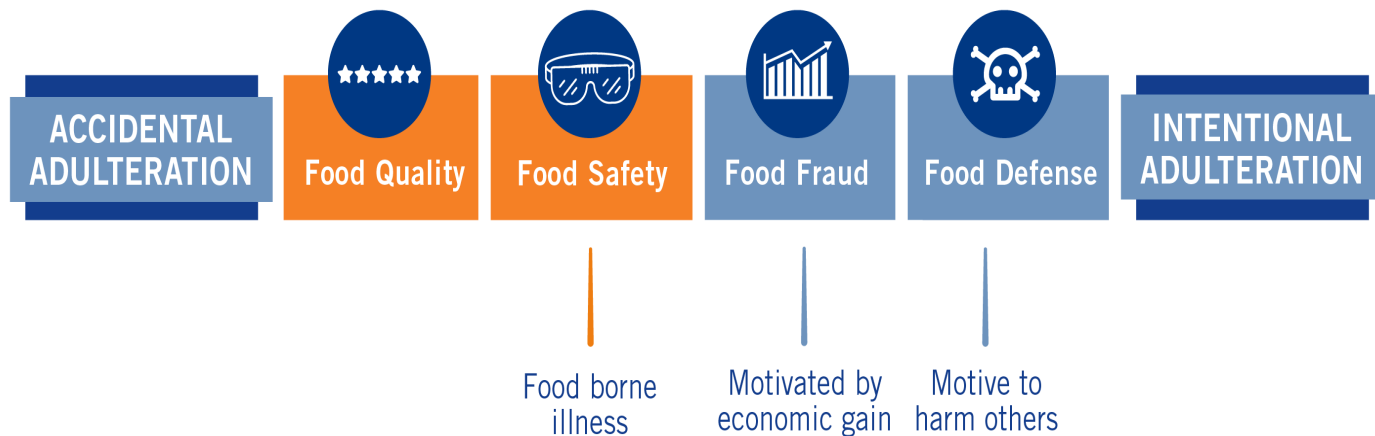 ACCIDENTAL
ADULTERATION
Food Quality
Food Safety
Food Fraud
Food Defense
INTENTIONAL
ADULTERATION
Food borne
illness
Motivated by
economic gain
Motive to
harm others